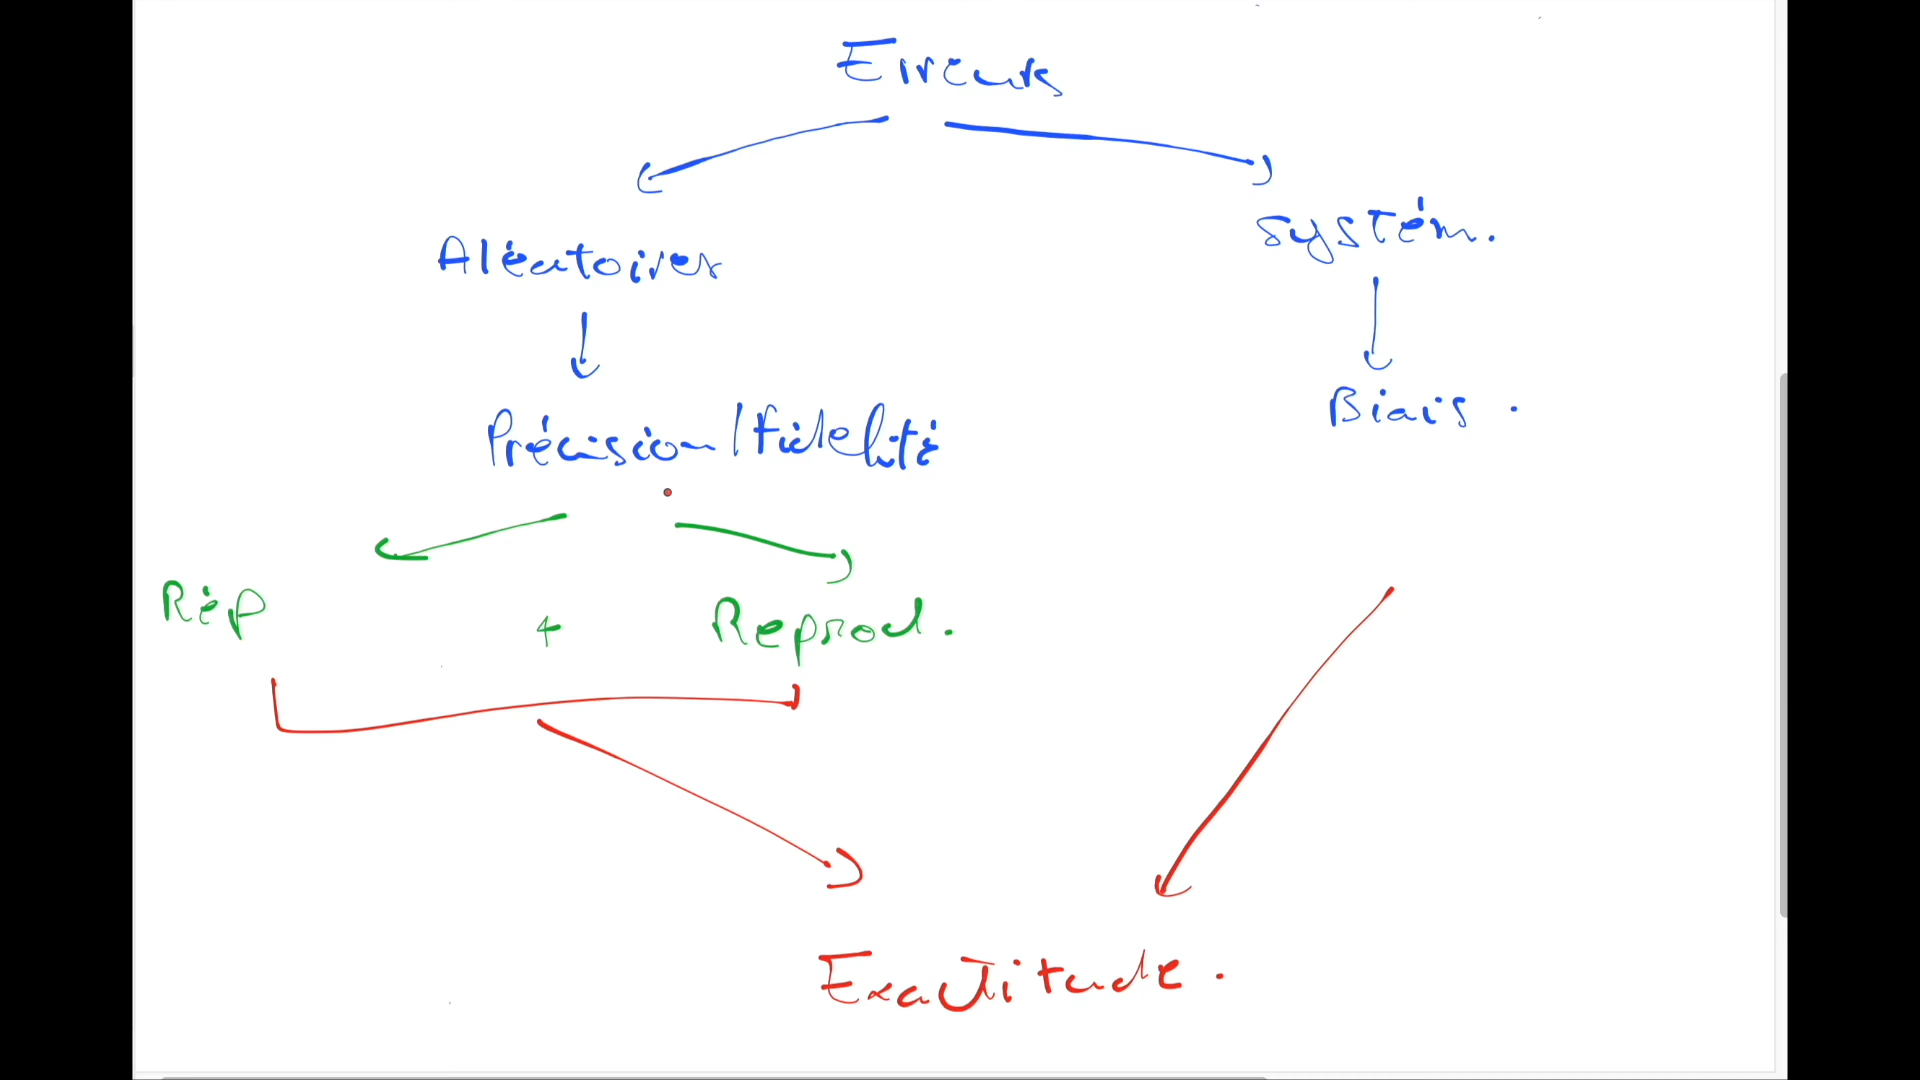 Erreurs
Aléatoires
Systém.
Précision/fidelité
Biais.
Rép + Reprod.
Exactitude.